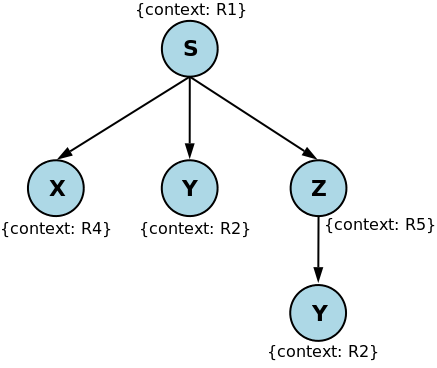 {context: R1}
S
X
Y
Z
{context: R4}
{context: R2}
{context: R5}
Y
{context: R2}